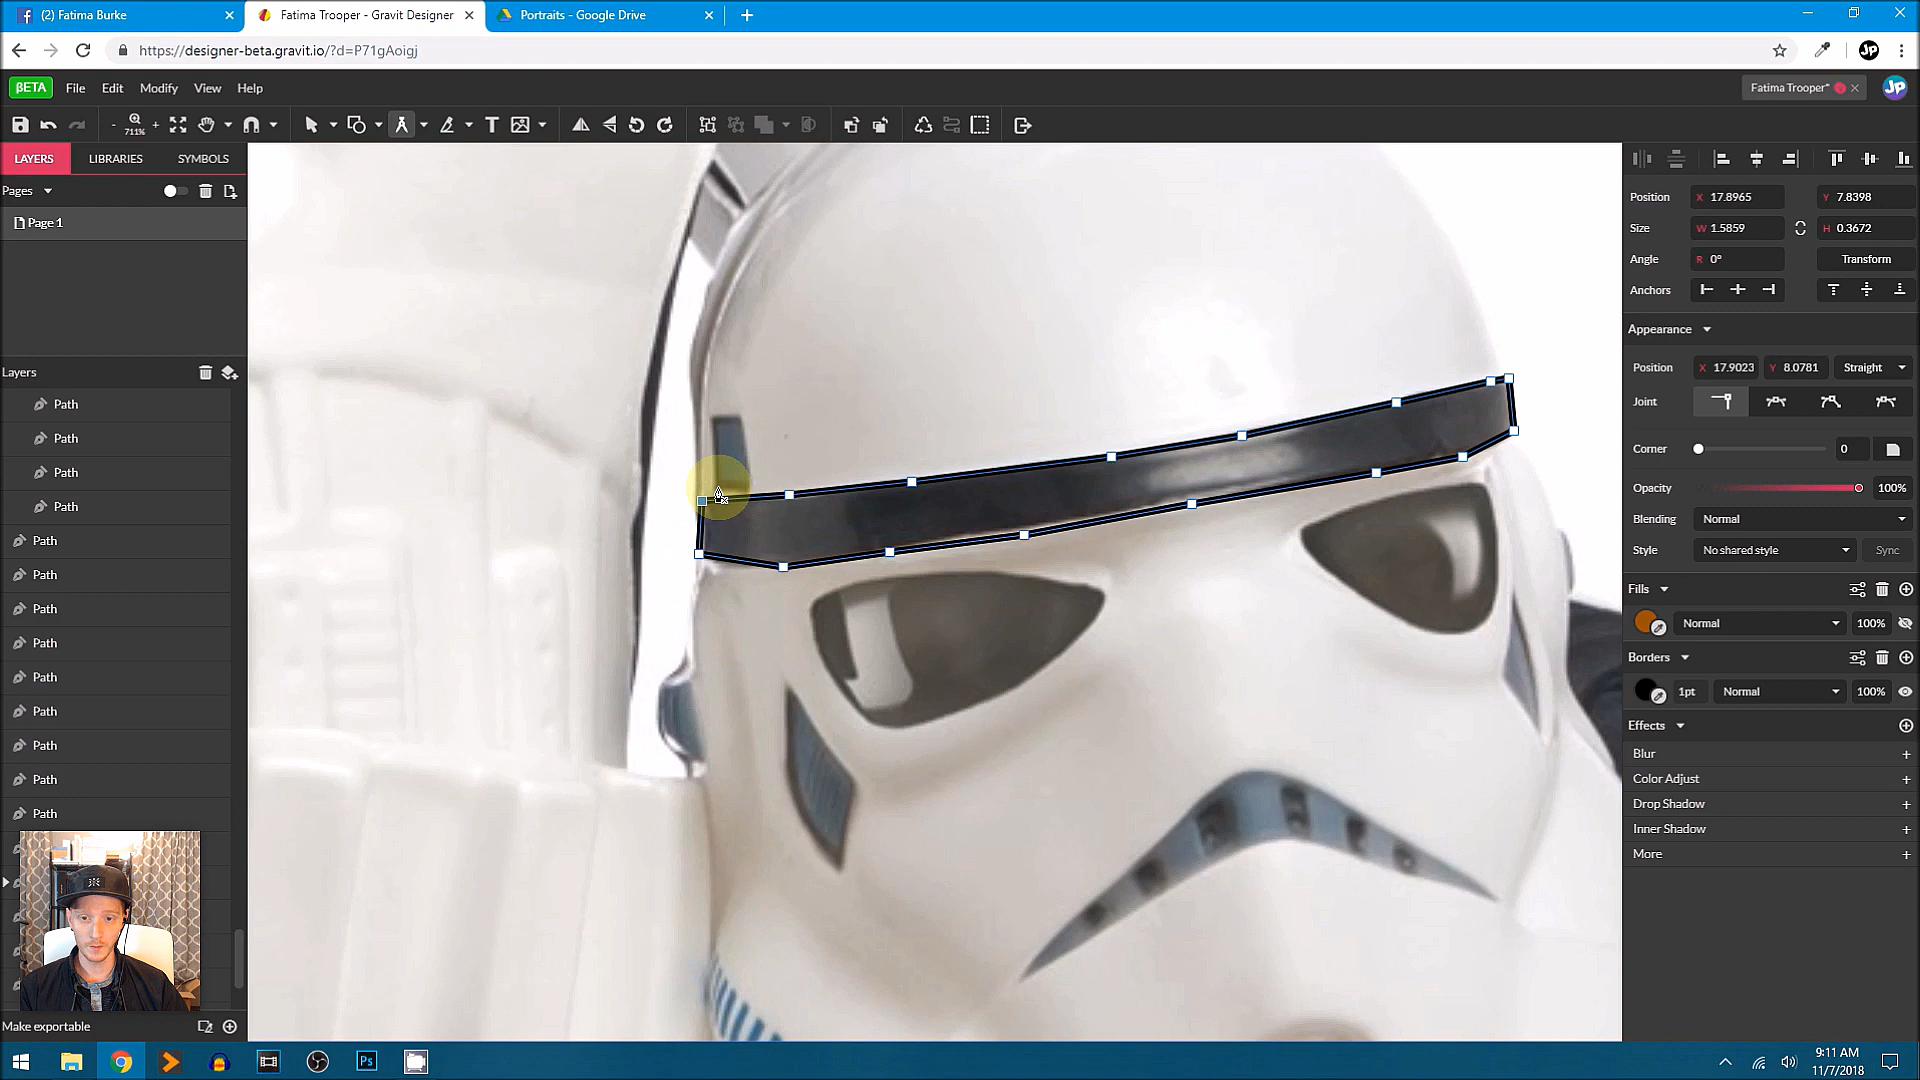 (2) Fatima Burke
Fatima Trooper - Gravit Designer
Portraits - Google Drive
https://designer-beta.gravit.io/?d=P71gAoigj
JP
βETA
File
Edit
Modify
View
Help
Fatima Trooper*
JP
-
711%
+
LAYERS
LIBRARIES
SYMBOLS
Pages
Page 1
Layers
Path
Path
Path
Path
Path
Path
Path
Path
Path
Path
Path
Path
Path
Make exportable
Position
X 17.8965
Y 7.8398
Size
W 1.5859
H 0.3672
Angle
R 0°
Transform
Anchors
Appearance
Position
X 17.9023
Y 8.0781
Straight
Joint
Corner
0
Opacity
100%
Blending
Normal
Style
No shared style
Sync
Fills
Normal
100%
Borders
1pt
Normal
100%
Effects
Blur
Color Adjust
Drop Shadow
Inner Shadow
More
Ps
9:11 AM
11/7/2018